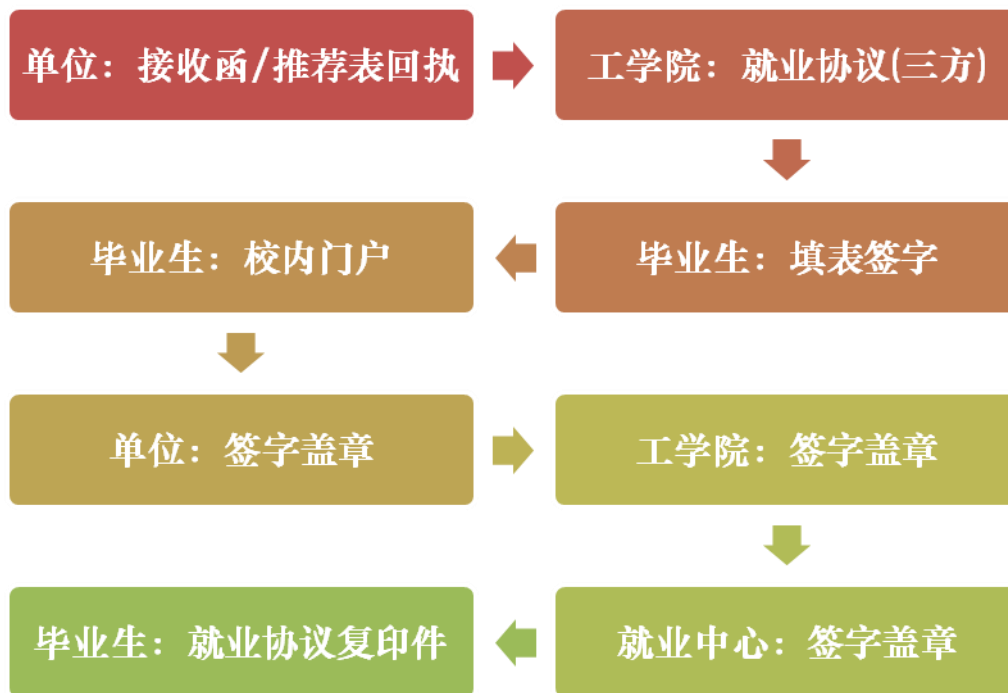 单位：接收函/推荐表回执
工学院：就业协议(三方)
毕业生：填表签字
毕业生：校内门户
单位：签字盖章
工学院：签字盖章
就业中心：签字盖章
毕业生：就业协议复印件